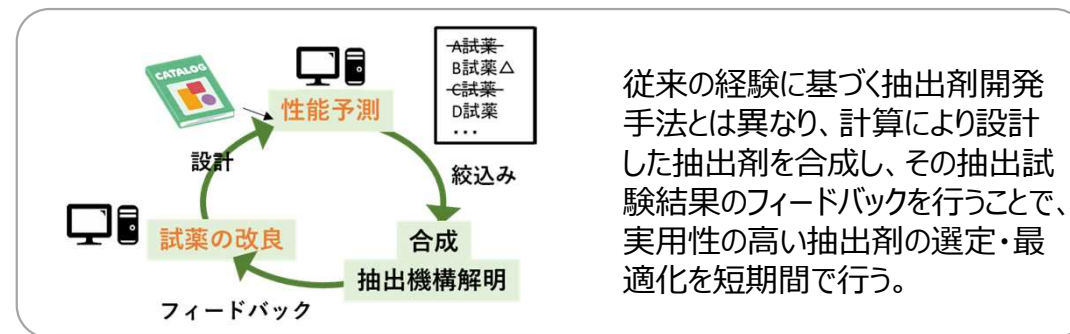 CATALOG
性能予測
A試薬
B試薬△
C試薬
D試薬
・・・
設計
絞込み
試薬の改良
合成
抽出機構解明
フィードバック
従来の経験に基づく抽出剤開発
手法とは異なり、計算により設計
した抽出剤を合成し、その抽出試
験結果のフィードバックを行うことで、
実用性の高い抽出剤の選定・最
適化を短期間で行う。